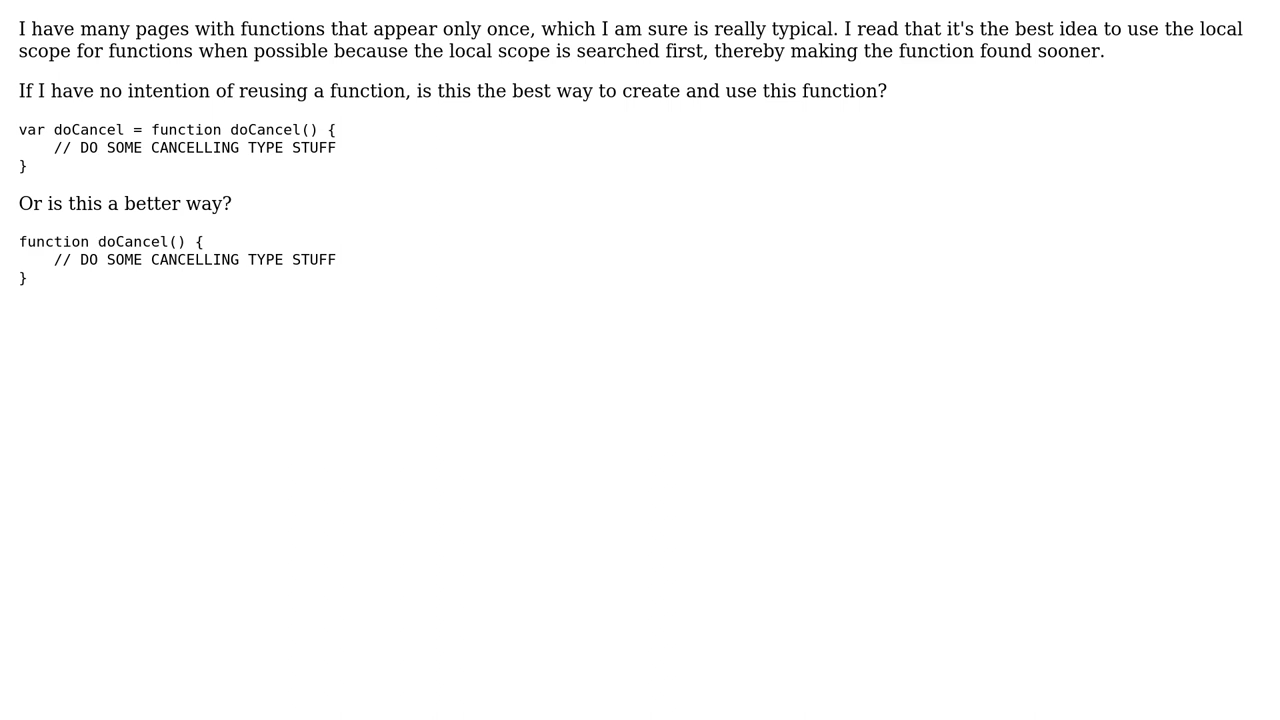 I have many pages with functions that appear only once, which I am sure is really typical. I read that it's the best idea to use the local
scope for functions when possible because the local scope is searched first, thereby making the function found sooner.
If I have no intention of reusing a function, is this the best way to create and use this function?
var doCancel = function doCancel() {
    // DO SOME CANCELLING TYPE STUFF
}
Or is this a better way?
function doCancel() {
    // DO SOME CANCELLING TYPE STUFF
}